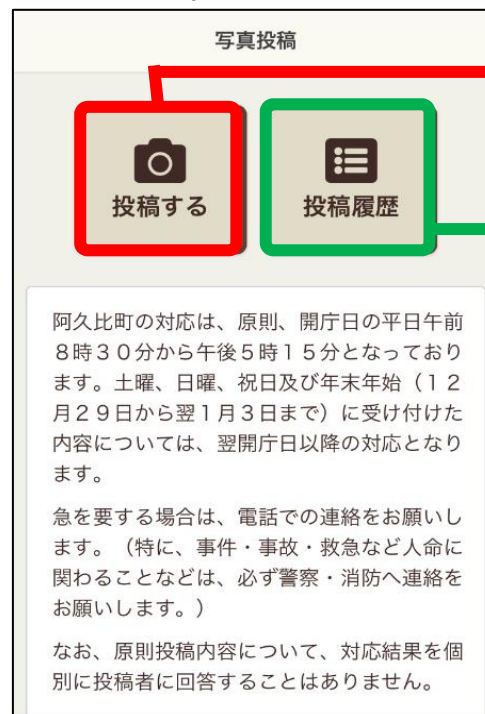 写真投稿
投稿する
投稿履歴
阿久比町の対応は、原則、開庁日の平日午前
８時３０分から午後５時１５分となっており
ます。土曜、日曜、祝日及び年末年始（１２
月２９日から翌１月３日まで）に受け付けた
内容については、翌開庁日以降の対応となり
ます。
急を要する場合は、電話での連絡をお願いし
ます。（特に、事件・事故・救急など人命に
関わることなどは、必ず警察・消防へ連絡を
お願いします。）
なお、原則投稿内容について、対応結果を個
別に投稿者に回答することはありません。